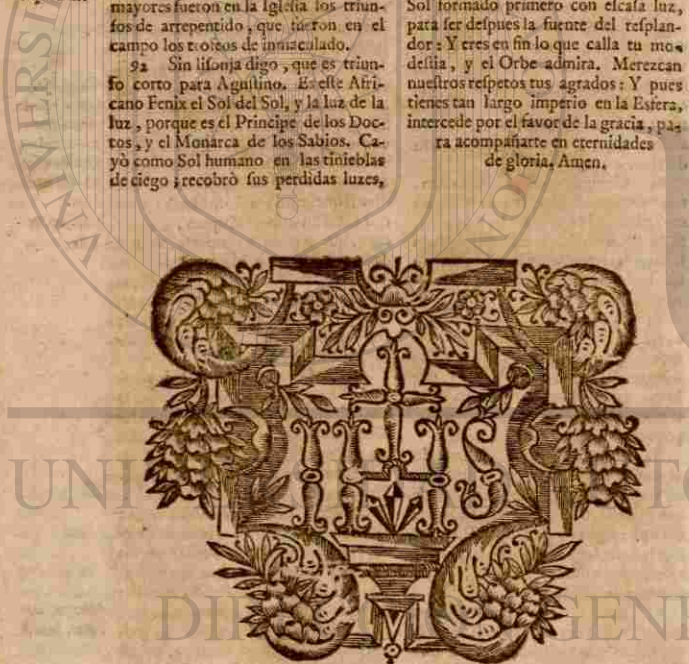 mayores fueron en la Iglesia los triun-
fos de arrepentido, que fueron en el
campo los trofeos de inmaculado.
92 Sin lisonja digo, que es triun-
fo corto para Agustino. Es este Afri-
cano Fenix el Sol del Sol, y la luz de la
luz, porque es el Principe de los Doc-
tos, y el Monarca de los Sabios. Ca-
yò como Sol humano en las tinieblas
de ciego; recobrò sus perdidas luzes,
Sol formado primero con escasa luz,
para ser despues la fuente del resplan-
dor: Y eres en fin lo que calla tu mo-
destia, y el Orbe admira. Merezcan
nuestros respetos tus agrados: Y pues
tienes tan largo imperio en la Esfera,
intercede por el favor de la gracia, pa-
ra acompañarte en eternidades
de gloria. Amen.
IHS